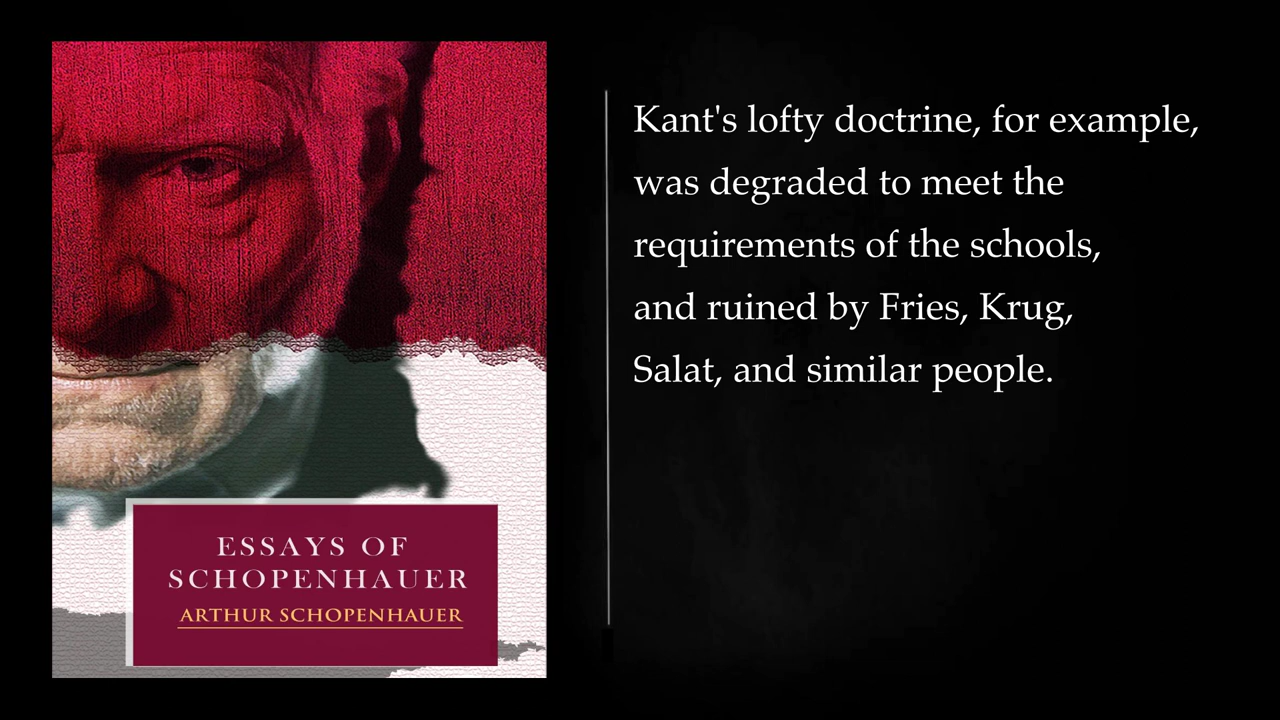 ESSAYS OF
SCHOPENHAUER
ARTHUR SCHOPENHAUER
Kant's lofty doctrine, for example,
was degraded to meet the
requirements of the schools,
and ruined by Fries, Krug,
Salat, and similar people.